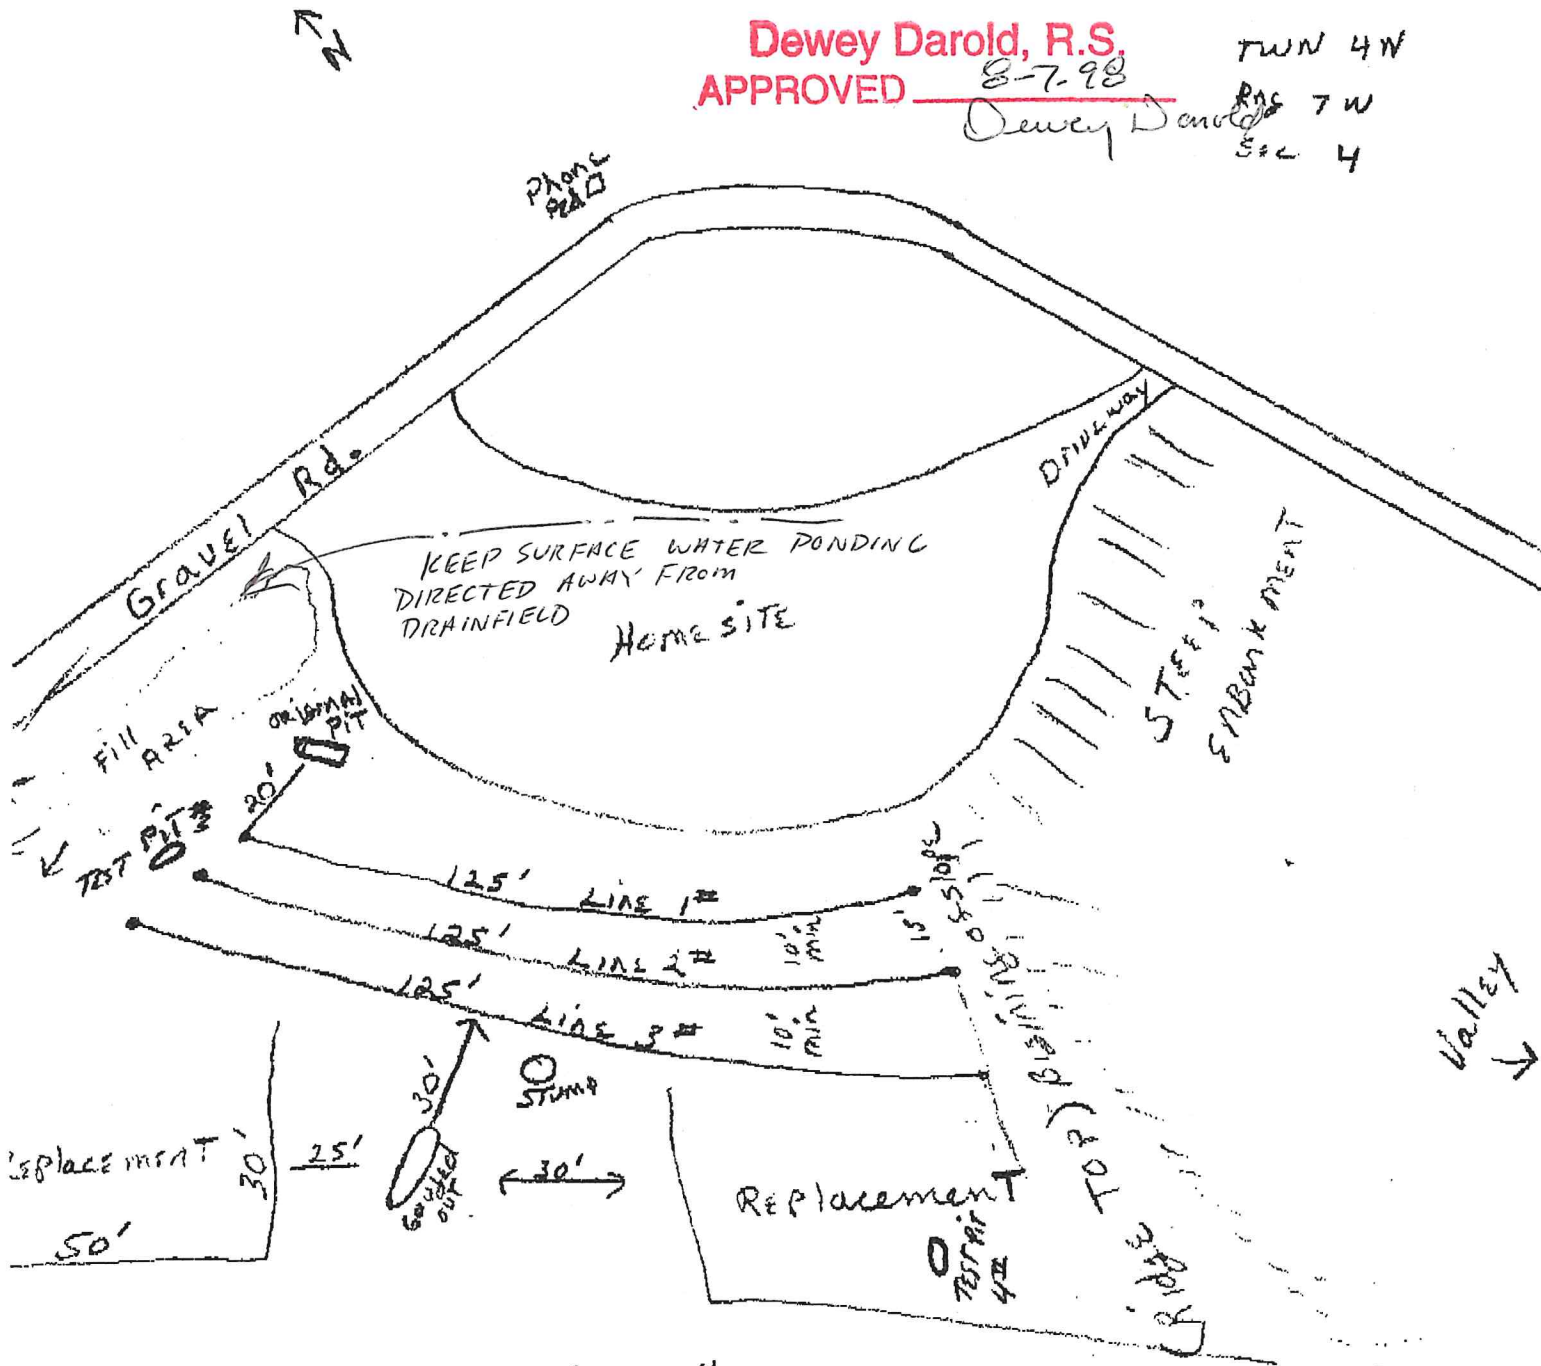 N
Dewey Darold, R.S.
APPROVED 8-7-98
Dewey Darold
TWN 4N
Rng 7 W
Sec 4
Phone
Ped
Gravel Rd.
Driveway
KEEP SURFACE WATER PONDING
DIRECTED AWAY FROM
DRAINFIELD
Home SiTE
STEEP
EMBANKMENT
Fill
AREA
ORIGINAL
PIT
20'
TEST PIT #3
125' LINE 1#
125' LINE 2#
125' LINE 3#
10'
min
10'
min
15'
(Ridge Top) Begining of Slope
Valley
30'
STUMP
Gouged
out
25'
30'
Replacement
30'
50'
Replacement
TEST Pit
4#